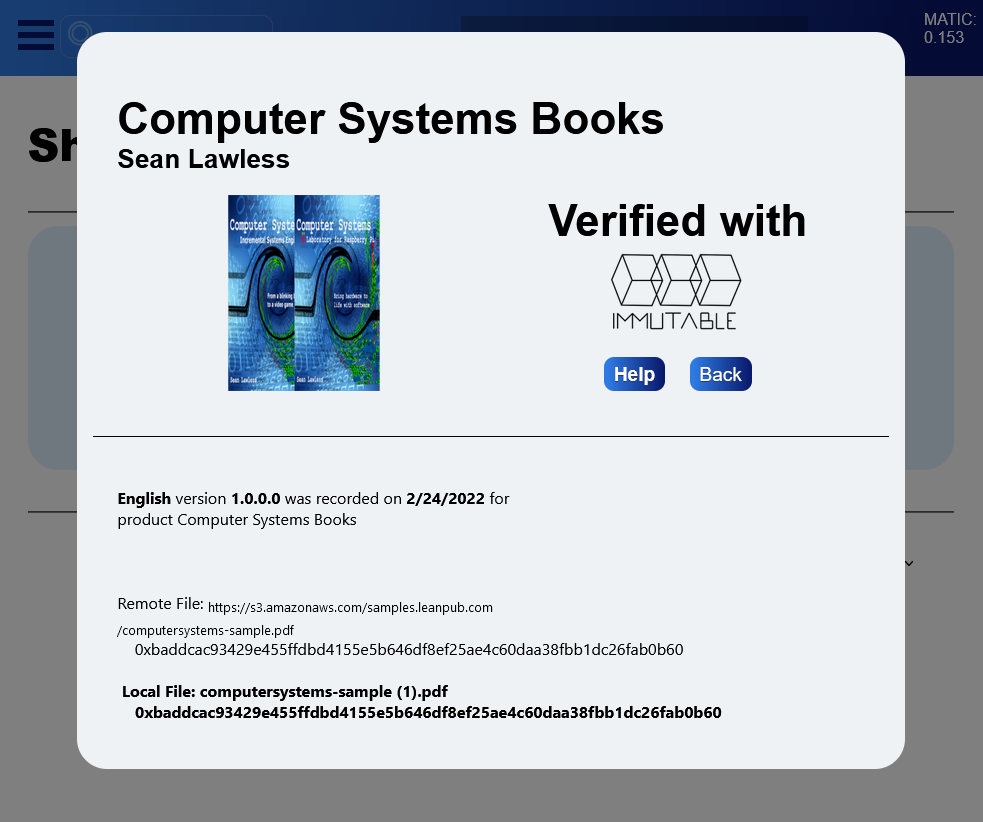 MATIC:
0.153
Sh
Computer Systems Books
Sean Lawless
Computer Syste
Incremental Systems Engi
From a blinking
to a video game
Sean Lawless
Computer Systems
Laboratory for Raspberry Pi
Bring hardware to
life with software
Sean Lawless
Verified with
IMMUTABLE
Help Back
English version 1.0.0.0 was recorded on 2/24/2022 for
product Computer Systems Books
Remote File: https://s3.amazonaws.com/samples.leanpub.com
/computersystems-sample.pdf
0xbaddcac93429e455ffdbd4155e5b646df8ef25ae4c60daa38fbb1dc26fab0b60
Local File: computersystems-sample (1).pdf
0xbaddcac93429e455ffdbd4155e5b646df8ef25ae4c60daa38fbb1dc26fab0b60